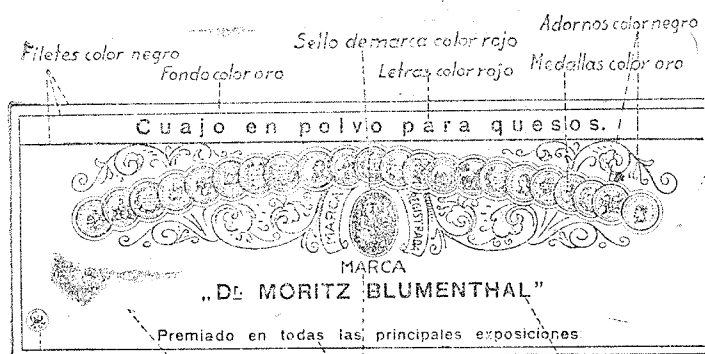 Filetes color negro
Fondo color oro
Sello de marca color rojo
Letras color rojo
Medallas color oro
Adornos color negro
Cuajo en polvo para quesos.
MARCA
MARCA
„Dr. MORITZ BLUMENTHAL”
Premiado en todas las principales exposiciones